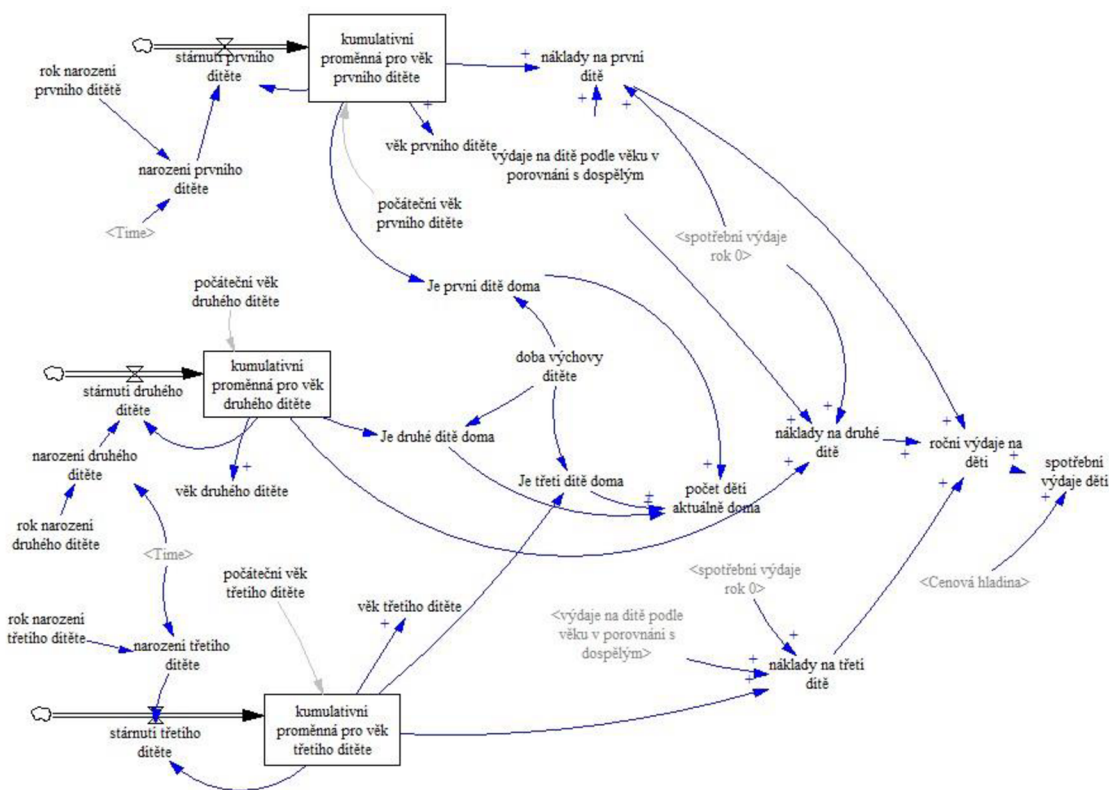 kumulativní
proměnná pro věk
prvního dítěte
stárnutí prvního
dítěte
náklady na první
dítě
rok narození
prvního dítětě
věk prvního dítěte
výdaje na dítě podle věku v
porovnání s dospělým
narození prvního
dítěte
počáteční věk
prvního dítěte
<Time>
<spotřební výdaje
rok 0>
počáteční věk
druhého dítěte
Je první dítě doma
kumulativní
proměnná pro věk
druhého dítěte
doba výchovy
dítěte
stárnutí druhého
dítěte
Je druhé dítě doma
náklady na druhé
dítě
roční výdaje na
děti
narození druhého
dítěte
věk druhého dítěte
Je třetí dítě doma
počet dětí
aktuálně doma
spotřební
výdaje dětí
rok narození
druhého dítěte
<Time>
počáteční věk
třetího dítěte
<spotřební výdaje
rok 0>
<Cenová hladina>
věk třetího dítěte
rok narození
třetího dítěte
<výdaje na dítě podle
věku v porovnání s
dospělým>
narození třetího
dítěte
náklady na třetí
dítě
kumulativní
proměnná pro věk
třetího dítěte
stárnutí třetího
dítěte